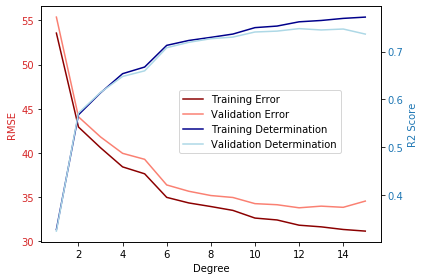 55
50
45
40
35
30
RMSE
Training Error
Validation Error
Training Determination
Validation Determination
0.7
0.6
0.5
0.4
R2 Score
2 4 6 8 10 12 14
Degree